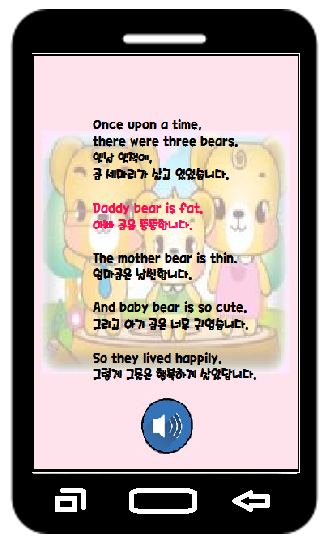 Once upon a time,
there were three bears.
옛날 옛적에,
곰 세마리가 살고 있었습니다.
Daddy bear is fat.
아빠 곰은 뚱뚱합니다.
The mother bear is thin.
엄마곰은 날씬합니다.
And baby bear is so cute.
그리고 아기 곰은 너무 귀엽습니다.
So they lived happily.
그렇게 그들은 행복하게 살았답니다.